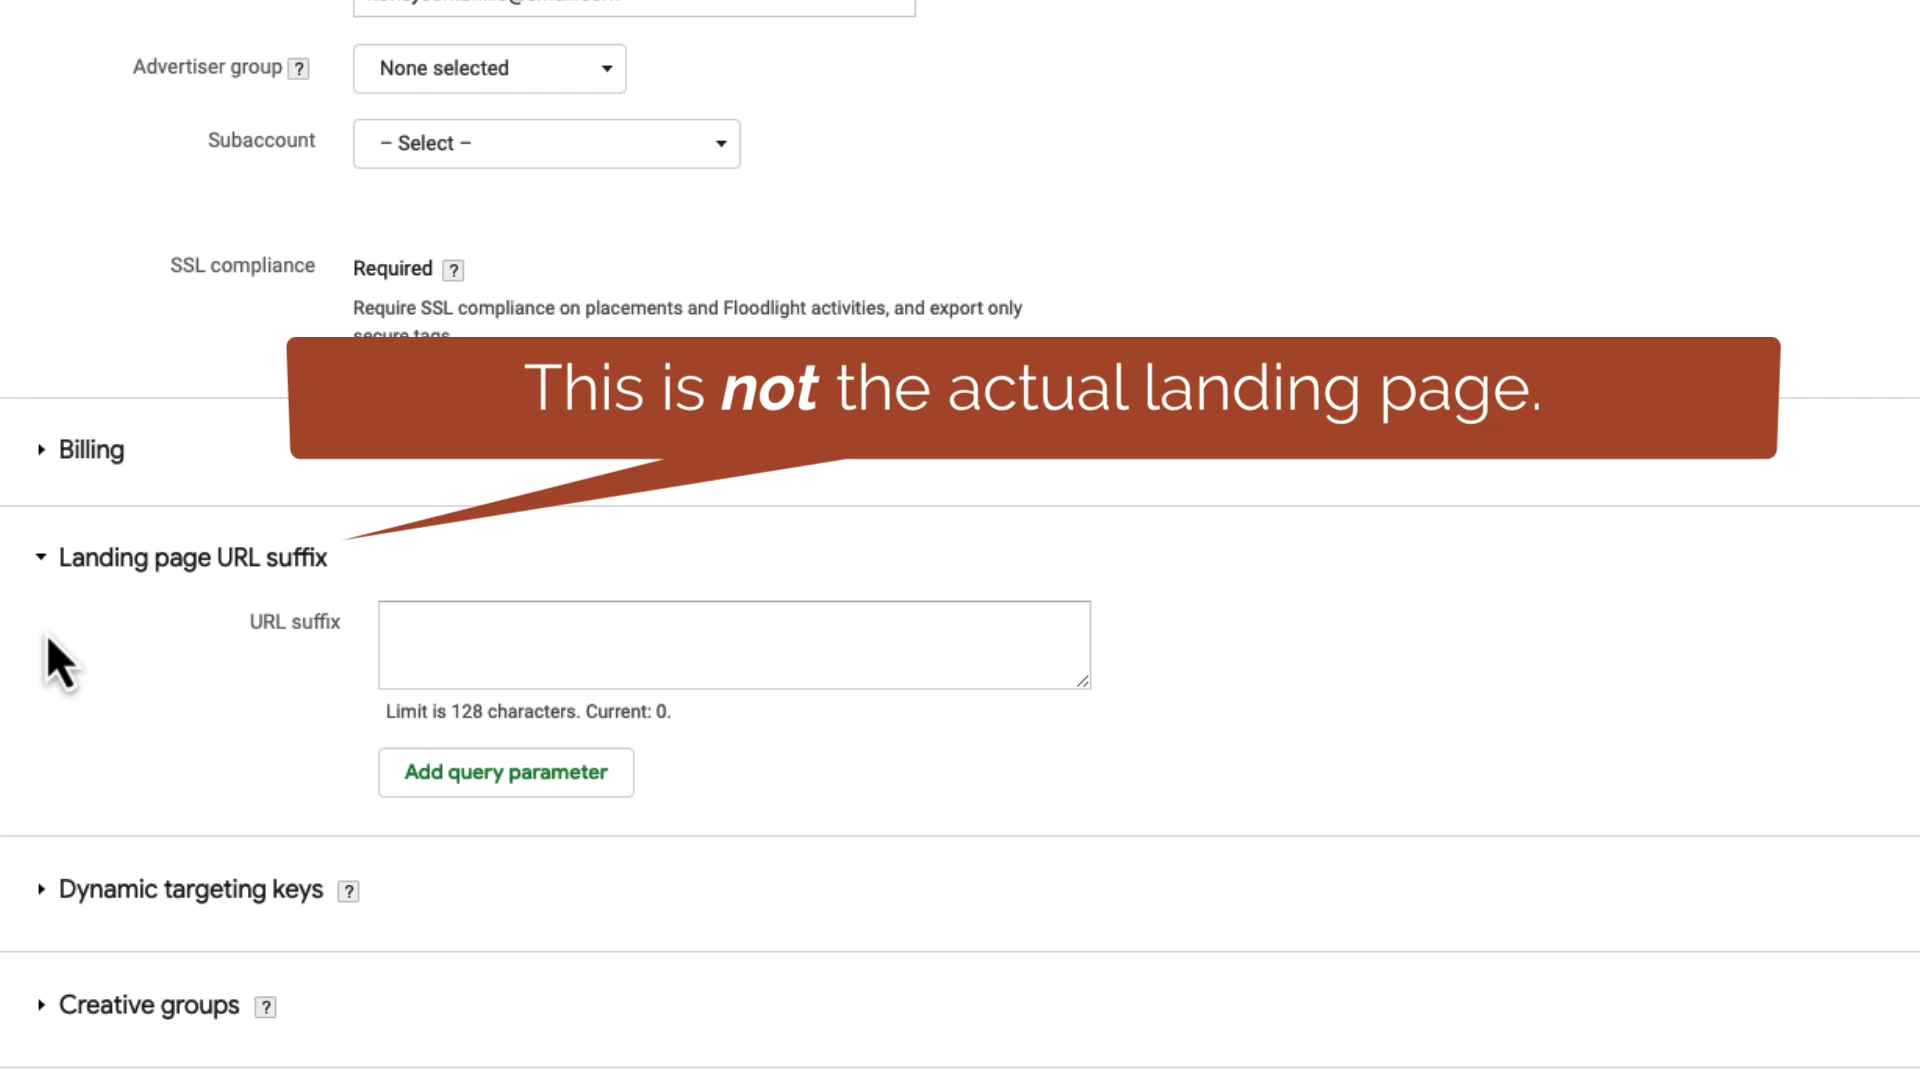 Advertiser group ?
None selected
Subaccount
– Select –
SSL compliance
Required ?
Require SSL compliance on placements and Floodlight activities, and export only
secure tags
This is not the actual landing page.
Billing
Landing page URL suffix
URL suffix
Limit is 128 characters. Current: 0.
Add query parameter
Dynamic targeting keys ?
Creative groups ?